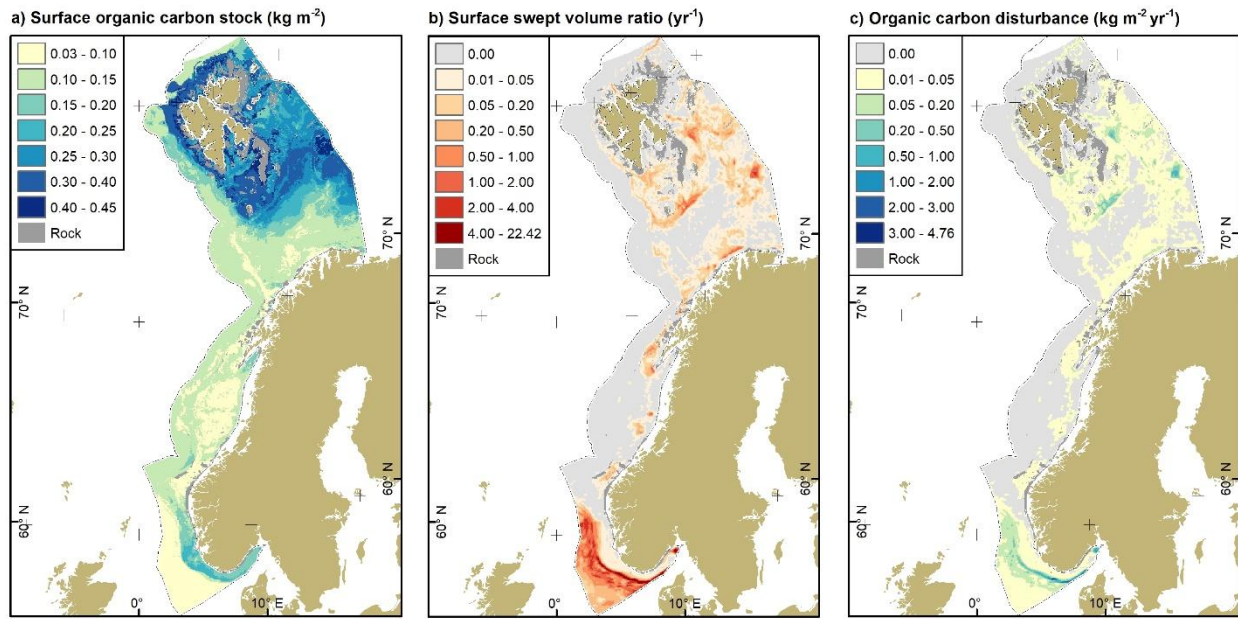 a) Surface organic carbon stock (kg m⁻²)
0.03 - 0.10
0.10 - 0.15
0.15 - 0.20
0.20 - 0.25
0.25 - 0.30
0.30 - 0.40
0.40 - 0.45
Rock
70° N
70° N
60° N
60° N
0°
10° E
b) Surface swept volume ratio (yr⁻¹)
0.00
0.01 - 0.05
0.05 - 0.20
0.20 - 0.50
0.50 - 1.00
1.00 - 2.00
2.00 - 4.00
4.00 - 22.42
Rock
70° N
70° N
60° N
60° N
0°
10° E
c) Organic carbon disturbance (kg m⁻² yr⁻¹)
0.00
0.01 - 0.05
0.05 - 0.20
0.20 - 0.50
0.50 - 1.00
1.00 - 2.00
2.00 - 3.00
3.00 - 4.76
Rock
70° N
70° N
60° N
60° N
0°
10° E